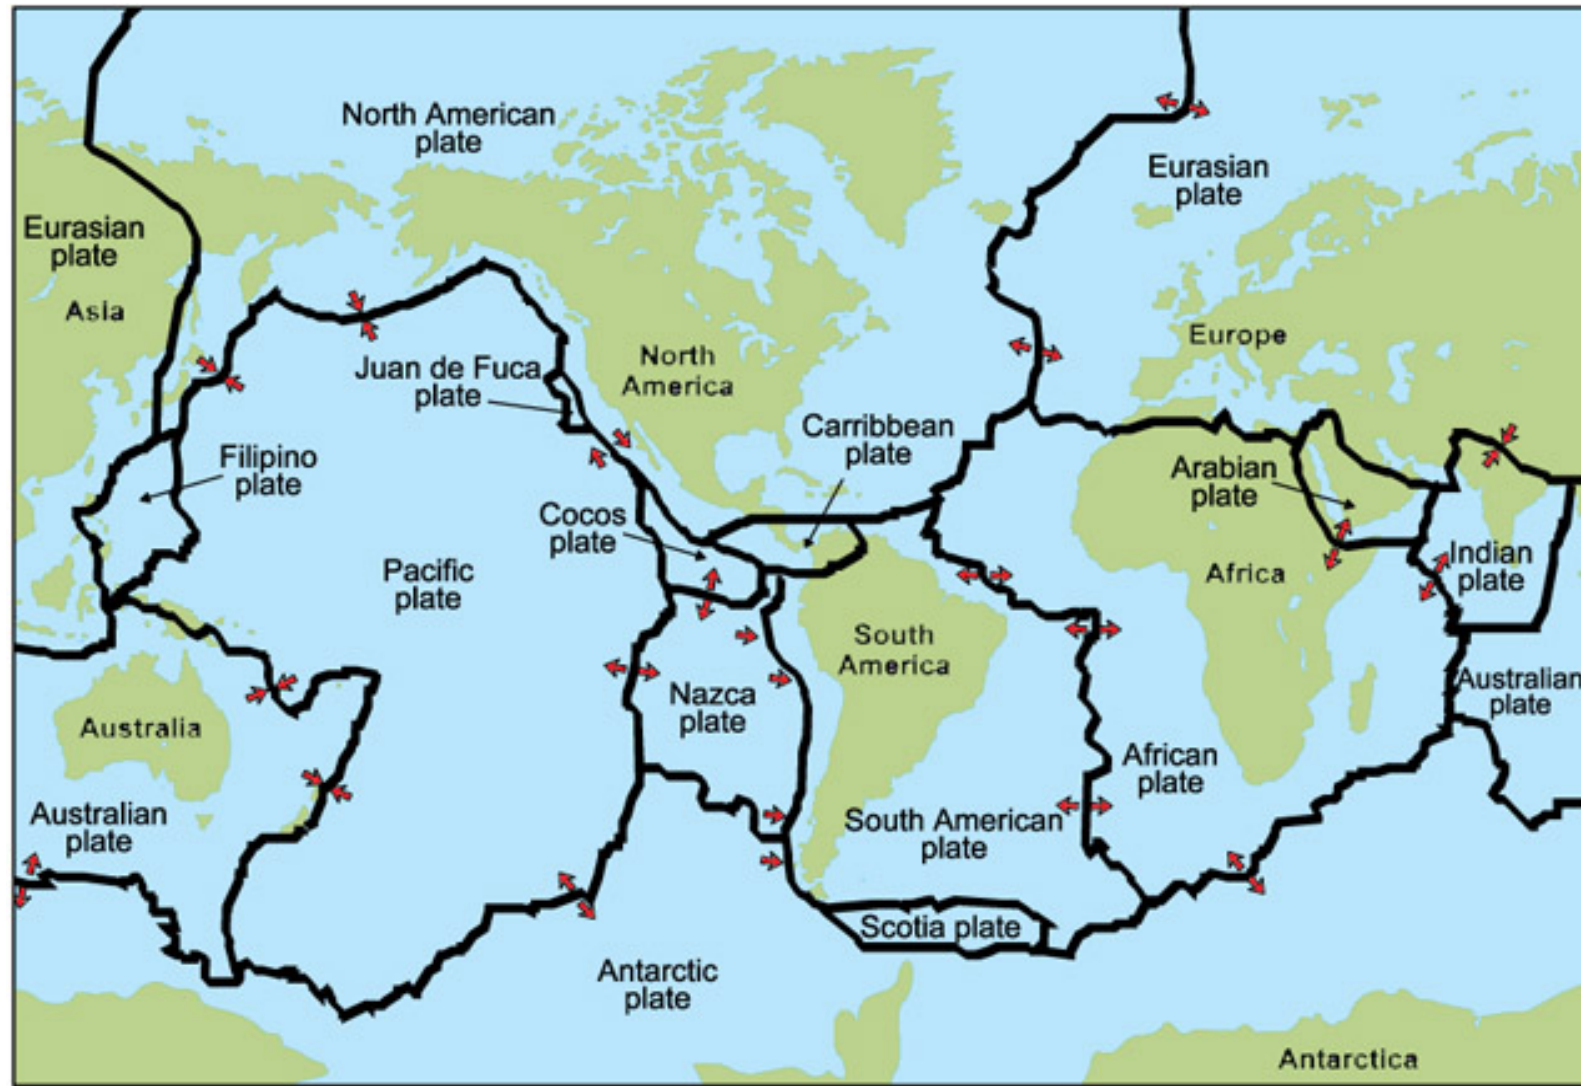 North American
plate
Eurasian
plate
Eurasian
plate
Asia
Europe
Juan de Fuca
plate
North
America
Carribbean
plate
Filipino
plate
Arabian
plate
Cocos
plate
Pacific
plate
Africa
Indian
plate
South
America
Nazca
plate
Australian
plate
Australia
African
plate
Australian
plate
South American
plate
Scotia plate
Antarctic
plate
Antarctica